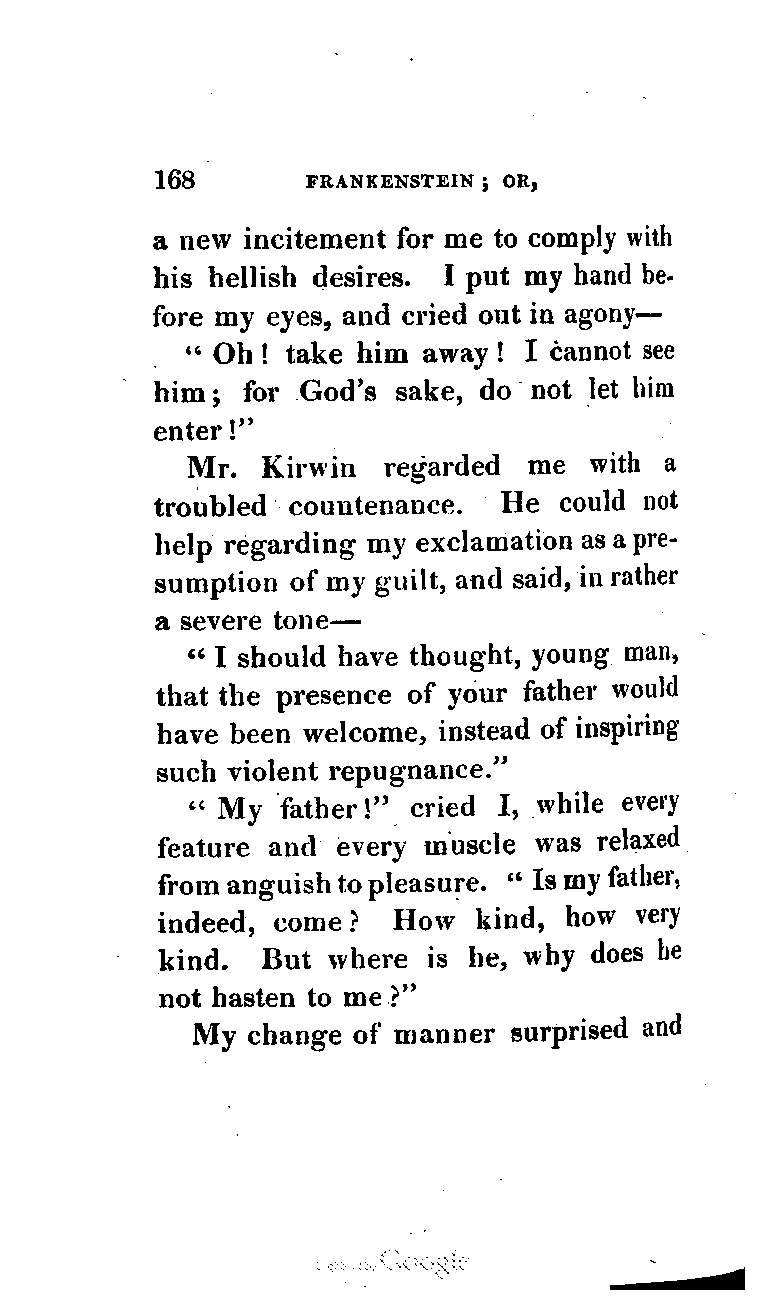 168 FRANKENSTEIN ; OR,
a new incitement for me to comply with
his hellish desires. I put my hand be-
fore my eyes, and cried out in agony—
“ Oh ! take him away ! I cannot see
him ; for God's sake, do not let him
enter !”
Mr. Kirwin regarded me with a
troubled countenance. He could not
help regarding my exclamation as a pre-
sumption of my guilt, and said, in rather
a severe tone—
“ I should have thought, young man,
that the presence of your father would
have been welcome, instead of inspiring
such violent repugnance.”
“ My father !” cried I, while every
feature and every muscle was relaxed
from anguish to pleasure. “ Is my father,
indeed, come ? How kind, how very
kind. But where is he, why does he
not hasten to me ?”
My change of manner surprised and
Google